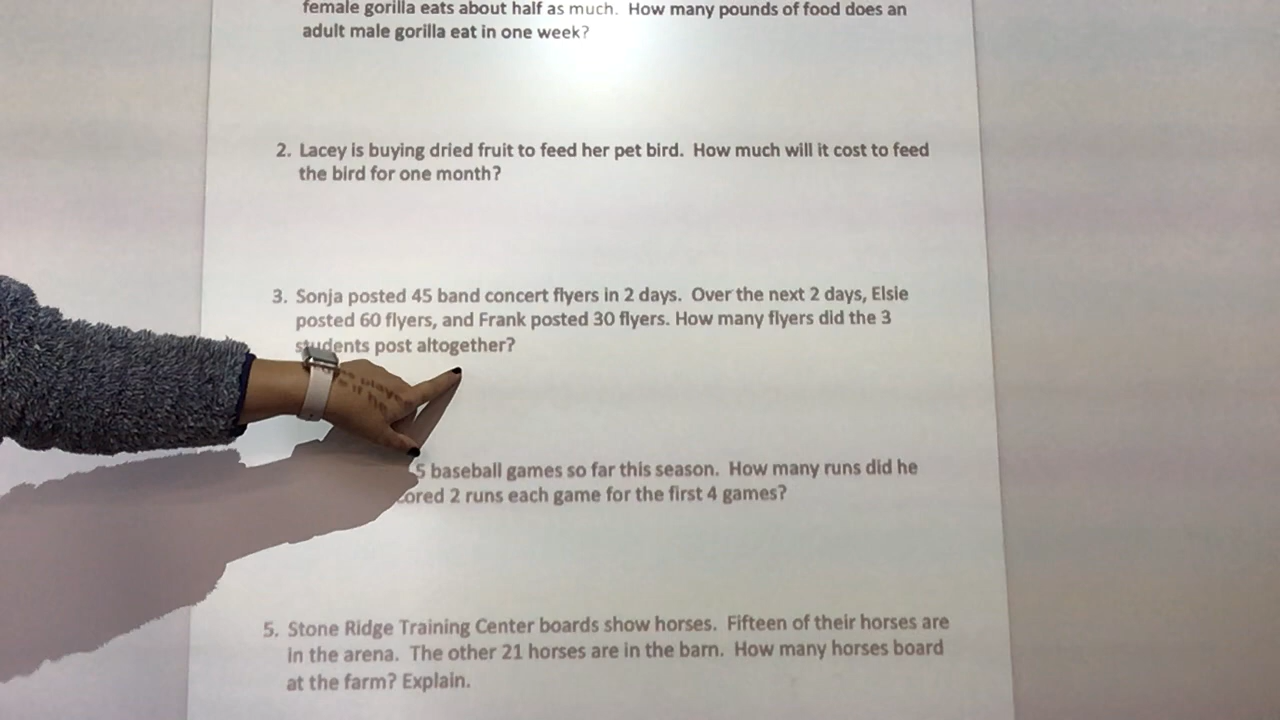 female gorilla eats about half as much. How many pounds of food does an
adult male gorilla eat in one week?
2. Lacey is buying dried fruit to feed her pet bird. How much will it cost to feed
the bird for one month?
3. Sonja posted 45 band concert flyers in 2 days. Over the next 2 days, Elsie
posted 60 flyers, and Frank posted 30 flyers. How many flyers did the 3
students post altogether?
5 baseball games so far this season. How many runs did he
ored 2 runs each game for the first 4 games?
5. Stone Ridge Training Center boards show horses. Fifteen of their horses are
in the arena. The other 21 horses are in the barn. How many horses board
at the farm? Explain.